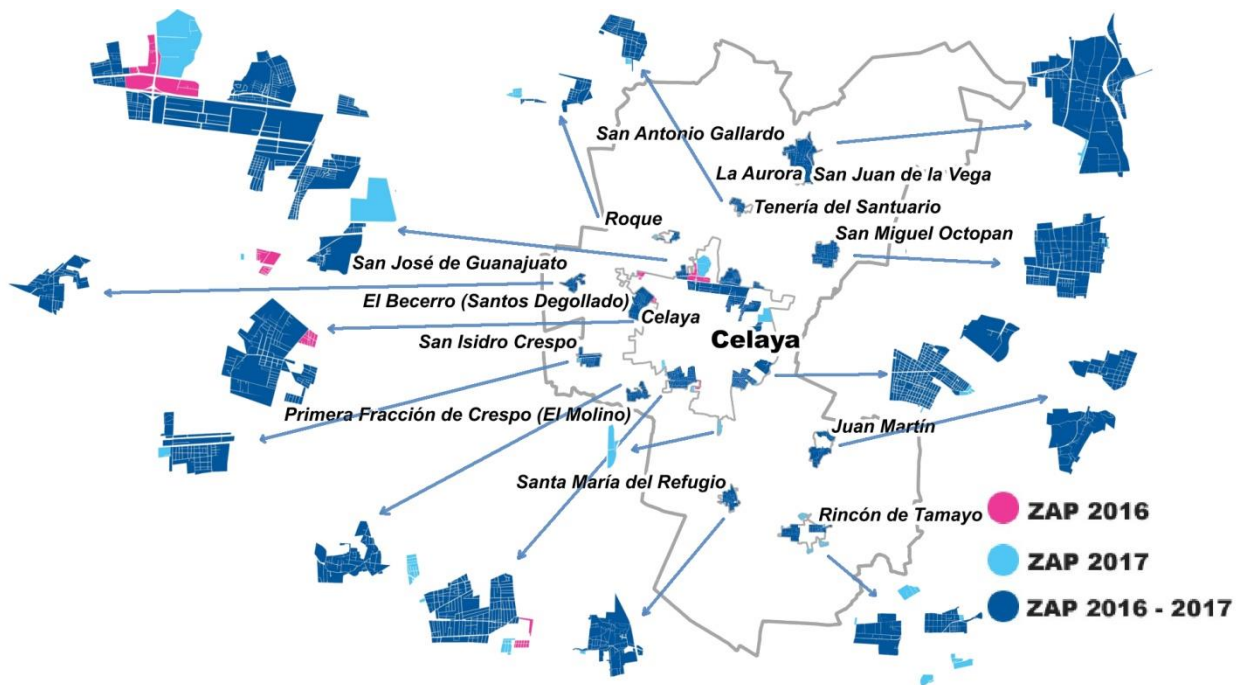 San Antonio Gallardo
La Aurora
San Juan de la Vega
Tenería del Santuario
Roque
San Miguel Octopan
San José de Guanajuato
El Becerro (Santos Degollado)
Celaya
San Isidro Crespo
Celaya
Primera Fracción de Crespo (El Molino)
Juan Martín
Santa María del Refugio
Rincón de Tamayo
ZAP 2016
ZAP 2017
ZAP 2016 - 2017